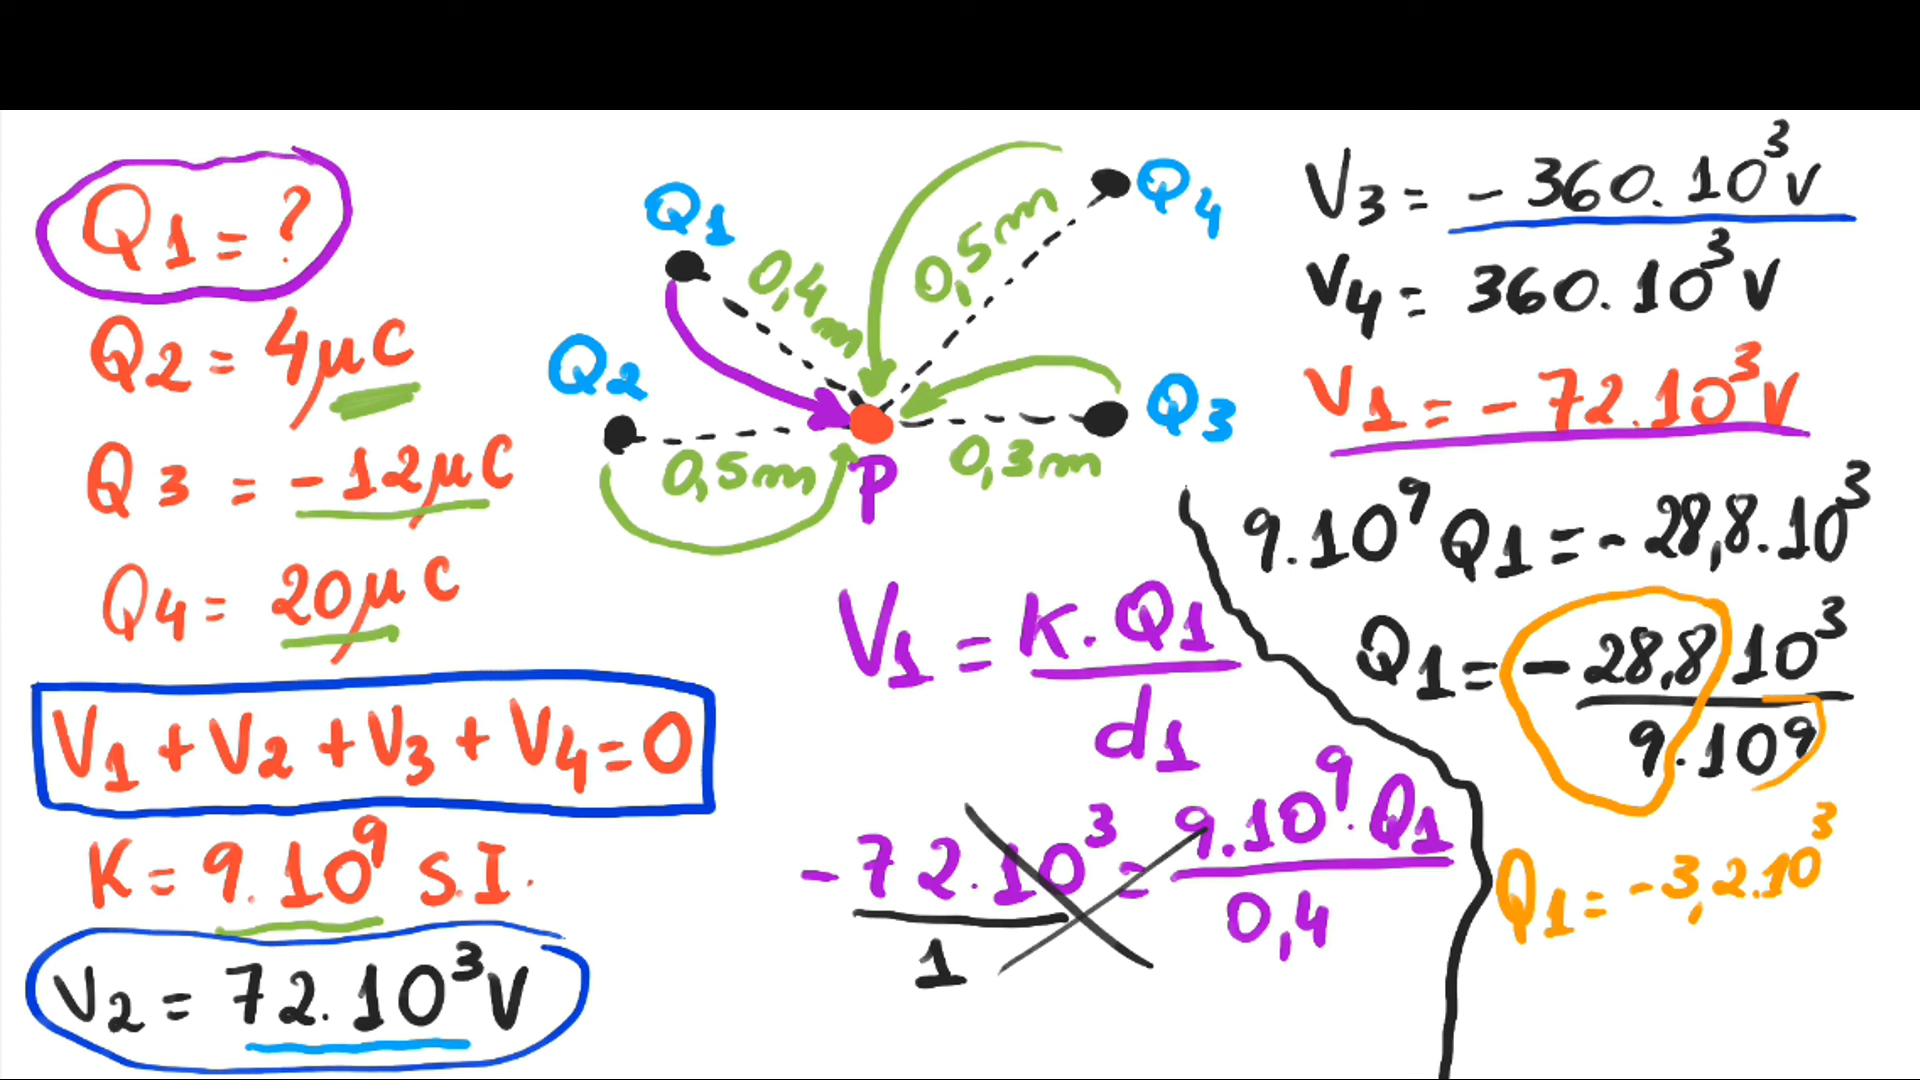 Q1 = ?
Q2 = 4μC
Q3 = -12μC
Q4 = 20μC
V1 + V2 + V3 + V4 = 0
K = 9.10⁹ S.I.
V2 = 72.10³V
Q1
Q4
0,4m
0,5m
Q2
Q3
0,5m
P
0,3m
V1 = K.Q1
d1
-72.10³ = 9.10⁹.Q1
1
0,4
V3 = -360.10³V
V4 = 360.10³V
V1 = -72.10³V
9.10⁹Q1 = -28,8.10³
Q1 = -28,8 10³
9.10⁹
Q1 = -3,2.10³